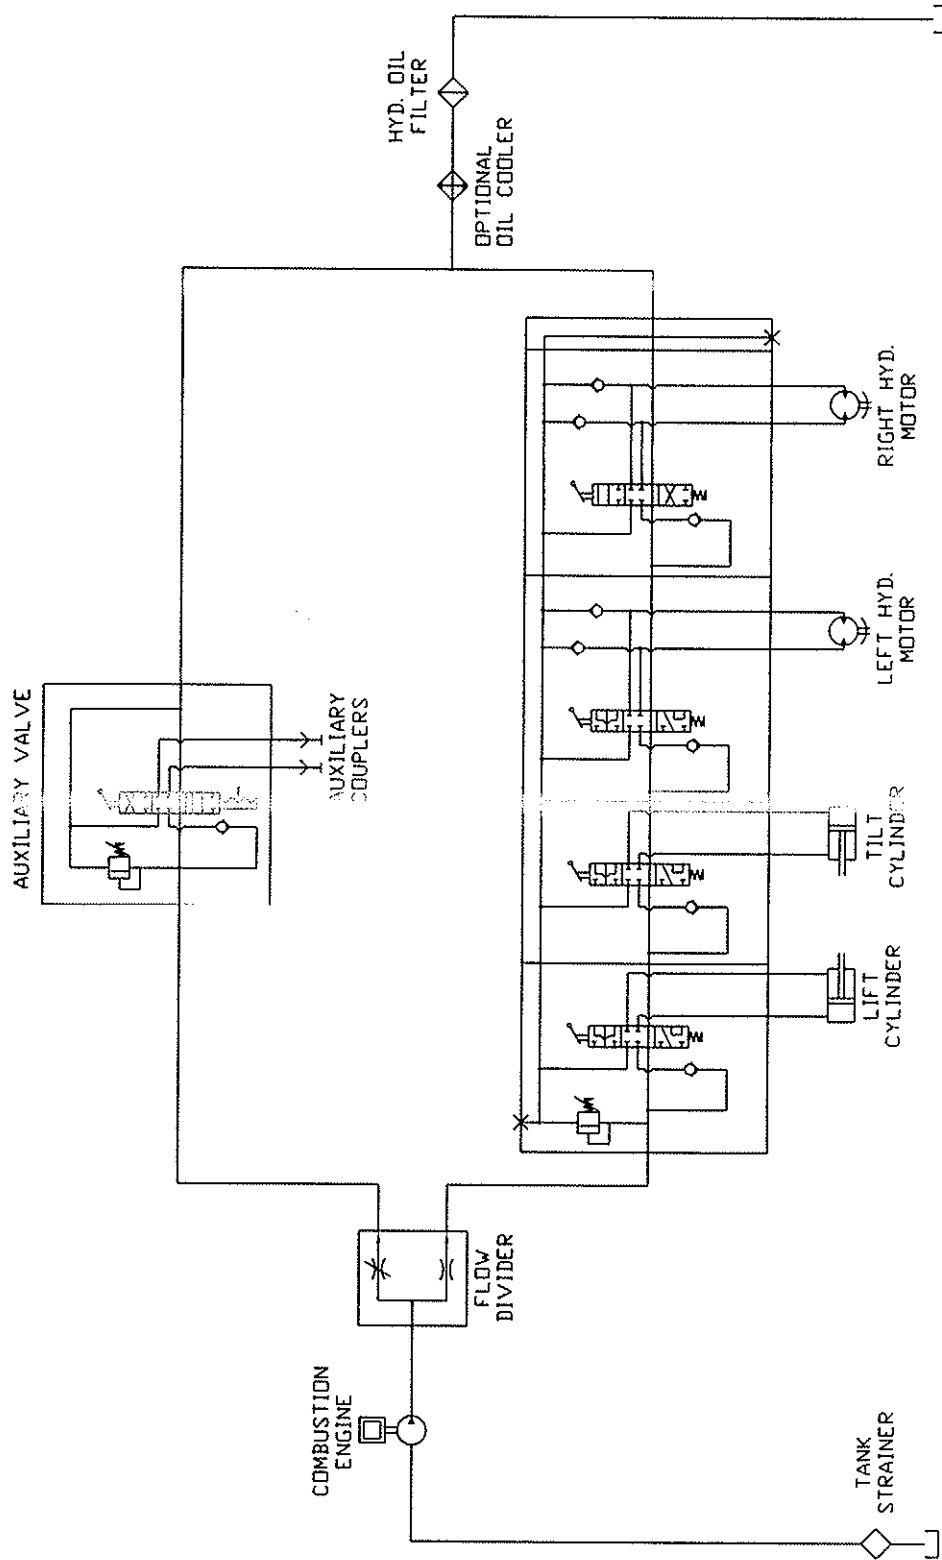 AUXILIARY VALVE
AUXILIARY
COUPLERS
HYD. OIL
FILTER
OPTIONAL
OIL COOLER
RIGHT HYD.
MOTOR
LEFT HYD.
MOTOR
TILT
CYLINDER
LIFT
CYLINDER
FLOW
DIVIDER
COMBUSTION
ENGINE
TANK
STRAINER